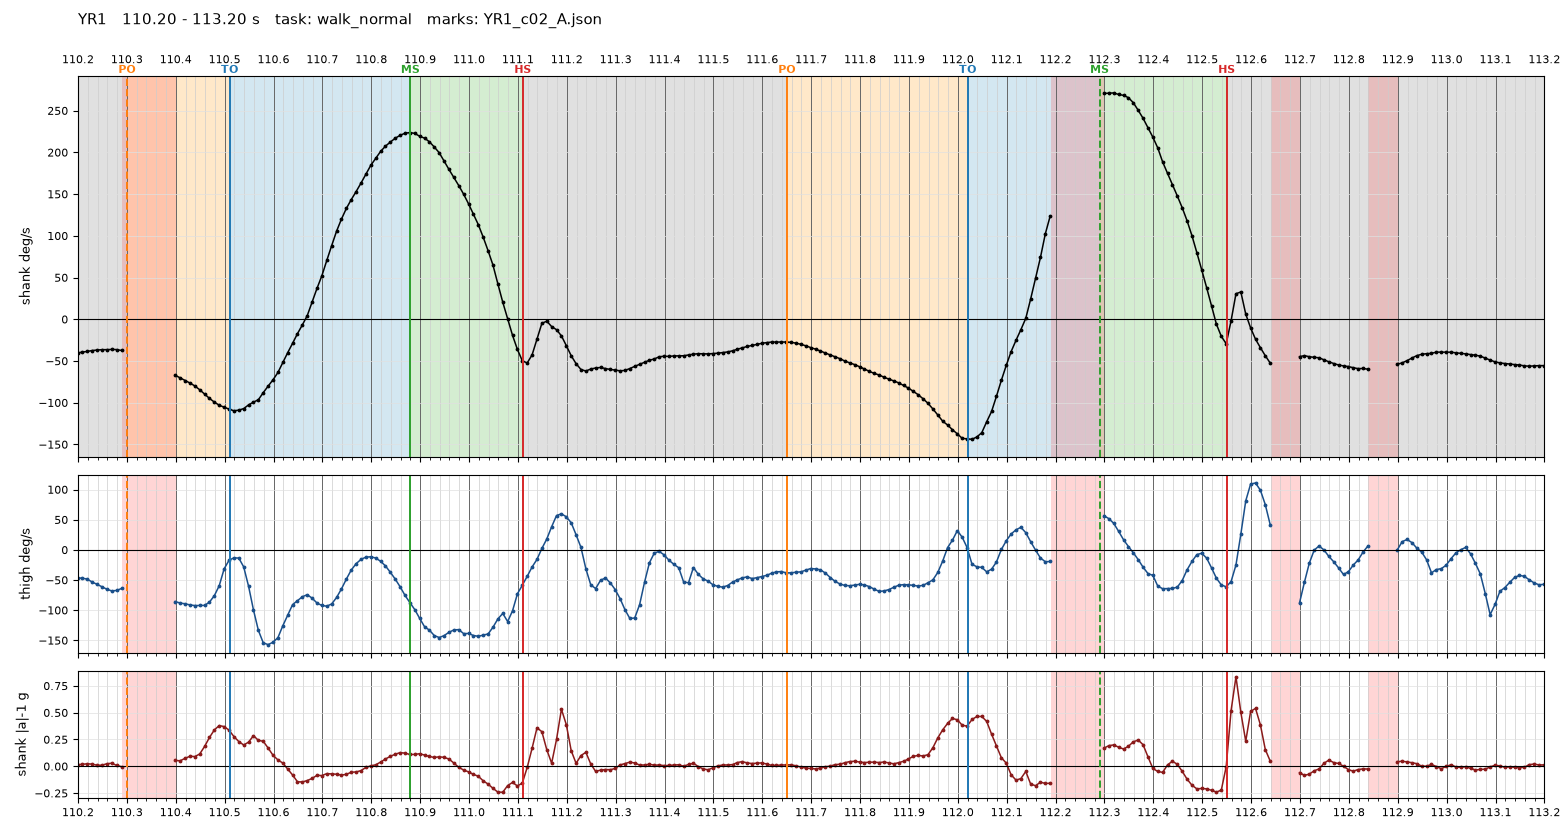 YR1   110.20 - 113.20 s   task: walk_normal   marks: YR1_c02_A.json
110.2 110.3 110.4 110.5 110.6 110.7 110.8 110.9 111.0 111.1 111.2 111.3 111.4 111.5 111.6 111.7 111.8 111.9 112.0 112.1 112.2 112.3 112.4 112.5 112.6 112.7 112.8 112.9 113.0 113.1 113.2
PO TO MS HS PO TO MS HS
shank deg/s
250
200
150
100
50
0
−50
−100
−150
thigh deg/s
100
50
0
−50
−100
−150
shank |a|-1 g
0.75
0.50
0.25
0.00
−0.25
110.2 110.3 110.4 110.5 110.6 110.7 110.8 110.9 111.0 111.1 111.2 111.3 111.4 111.5 111.6 111.7 111.8 111.9 112.0 112.1 112.2 112.3 112.4 112.5 112.6 112.7 112.8 112.9 113.0 113.1 113.2